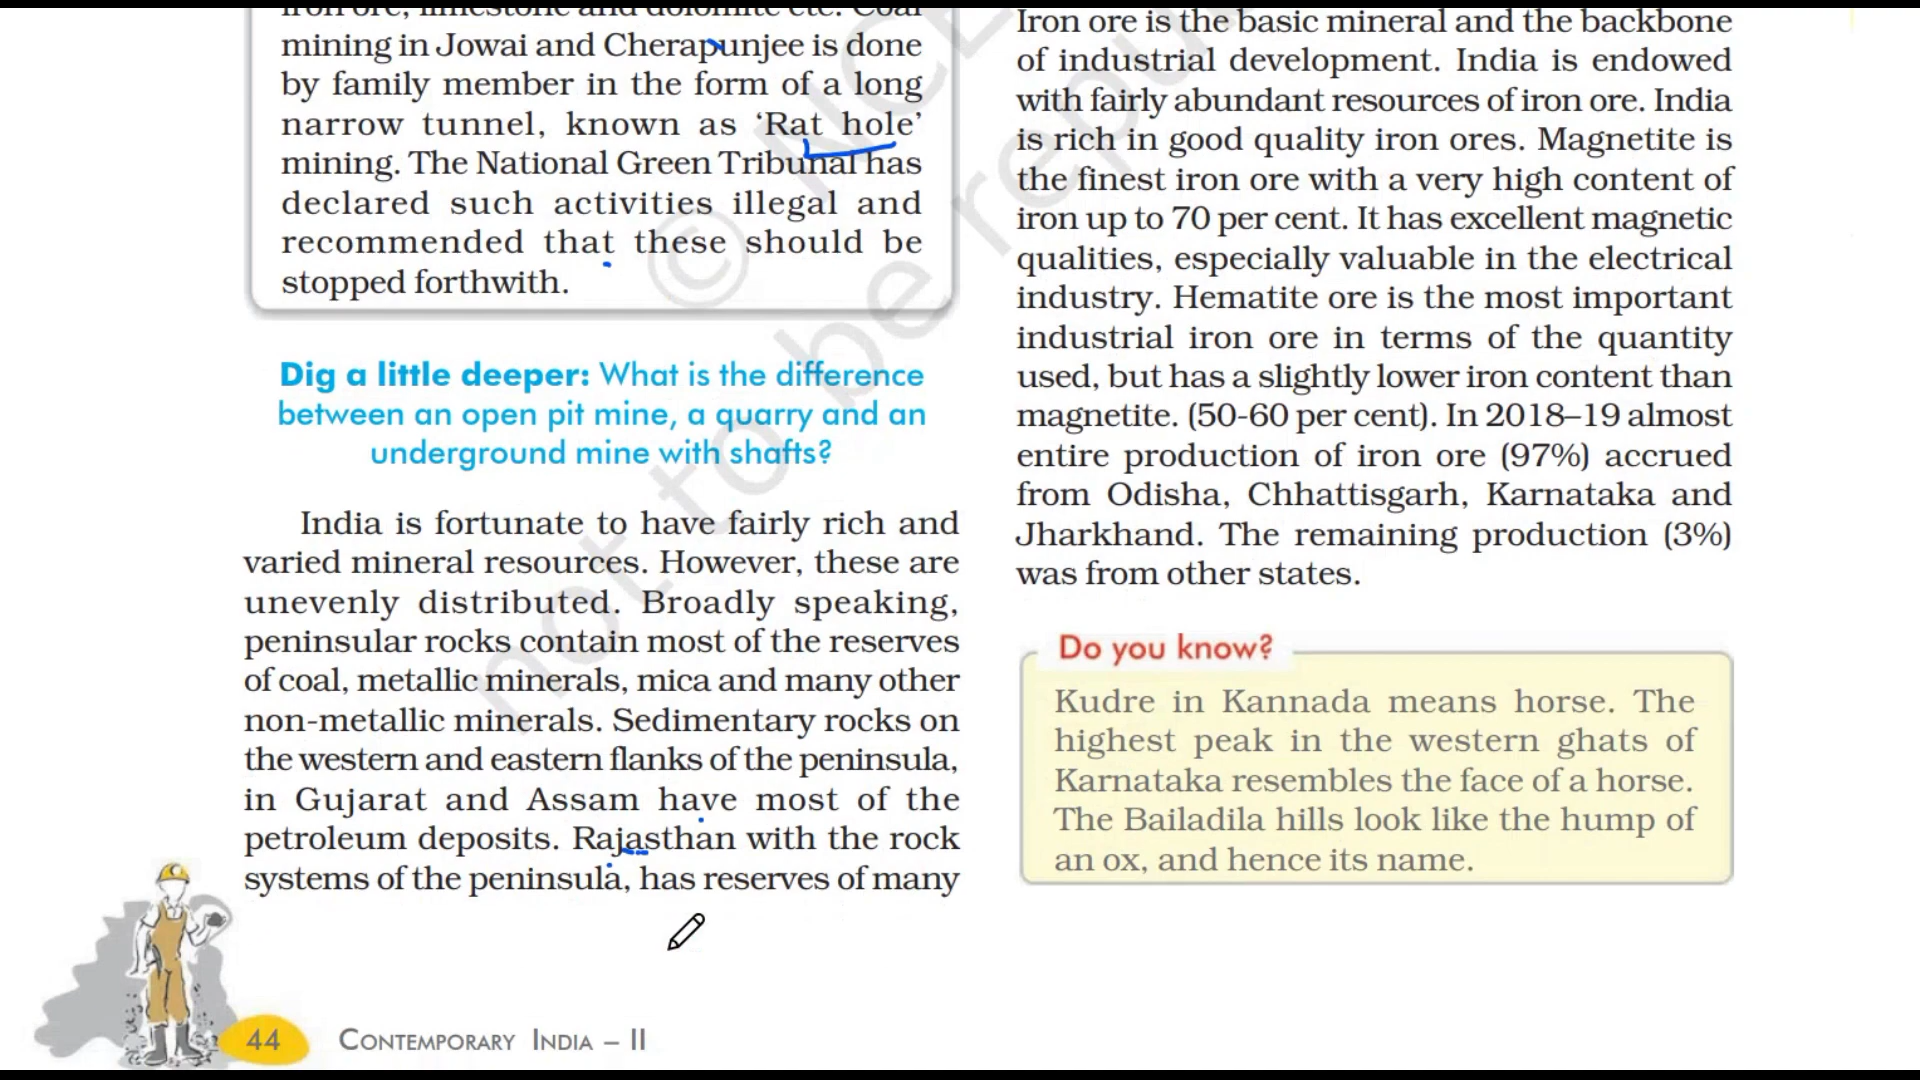 iron ore, limestone and dolomite etc. Coal
mining in Jowai and Cherapunjee is done
by family member in the form of a long
narrow tunnel, known as ‘Rat hole’
mining. The National Green Tribunal has
declared such activities illegal and
recommended that these should be
stopped forthwith.
Dig a little deeper: What is the difference
between an open pit mine, a quarry and an
underground mine with shafts?
India is fortunate to have fairly rich and
varied mineral resources. However, these are
unevenly distributed. Broadly speaking,
peninsular rocks contain most of the reserves
of coal, metallic minerals, mica and many other
non-metallic minerals. Sedimentary rocks on
the western and eastern flanks of the peninsula,
in Gujarat and Assam have most of the
petroleum deposits. Rajasthan with the rock
systems of the peninsula, has reserves of many
Iron ore is the basic mineral and the backbone
of industrial development. India is endowed
with fairly abundant resources of iron ore. India
is rich in good quality iron ores. Magnetite is
the finest iron ore with a very high content of
iron up to 70 per cent. It has excellent magnetic
qualities, especially valuable in the electrical
industry. Hematite ore is the most important
industrial iron ore in terms of the quantity
used, but has a slightly lower iron content than
magnetite. (50-60 per cent). In 2018–19 almost
entire production of iron ore (97%) accrued
from Odisha, Chhattisgarh, Karnataka and
Jharkhand. The remaining production (3%)
was from other states.
Do you know?
Kudre in Kannada means horse. The
highest peak in the western ghats of
Karnataka resembles the face of a horse.
The Bailadila hills look like the hump of
an ox, and hence its name.
44 CONTEMPORARY INDIA – II
not to be
©